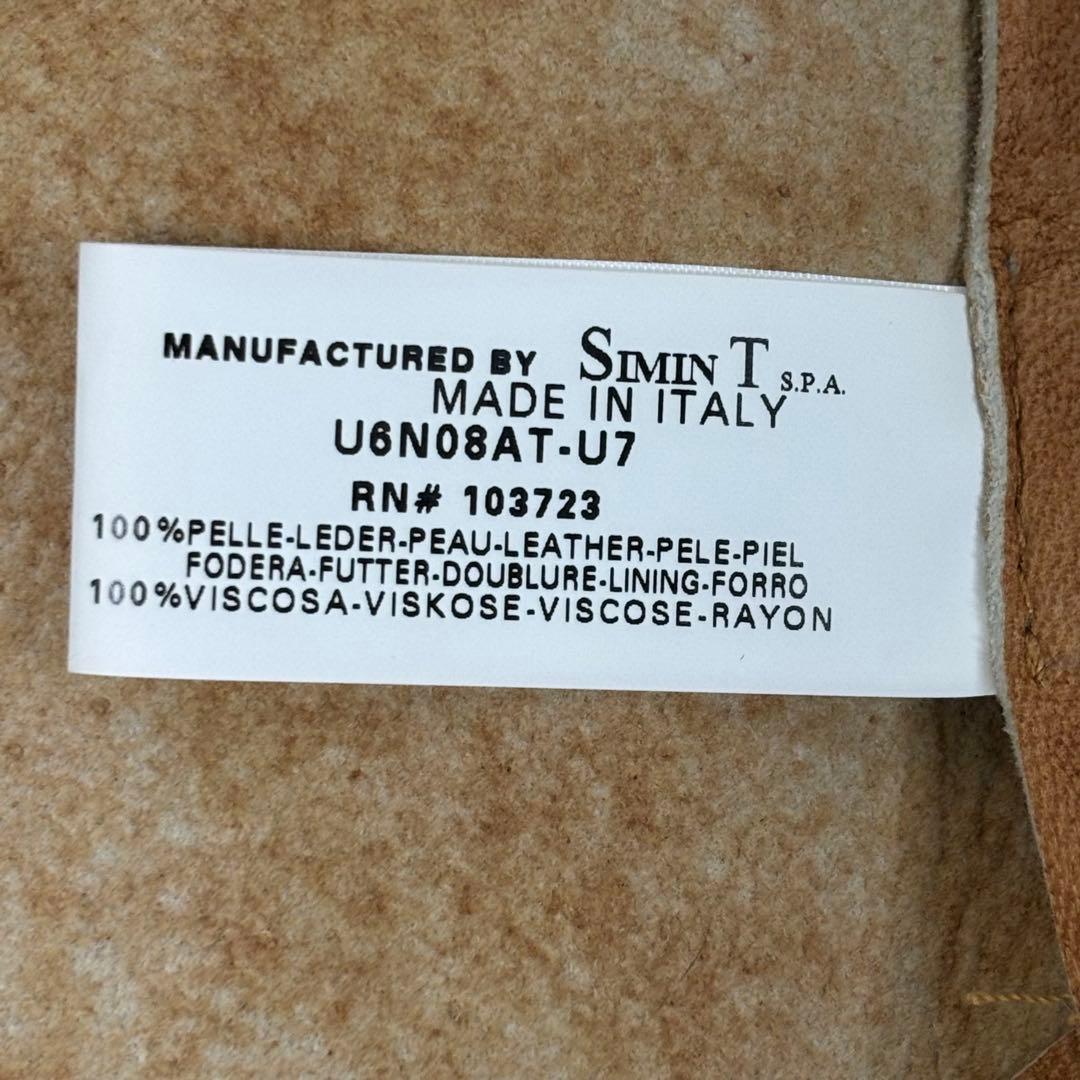 MANUFACTURED BY SIMINT S.P.A.
MADE IN ITALY
U6N08AT-U7
RN# 103723
100%PELLE-LEDER-PEAU-LEATHER-PELE-PIEL
FODERA-FUTTER-DOUBLURE-LINING-FORRO
100%VISCOSA-VISKOSE-VISCOSE-RAYON